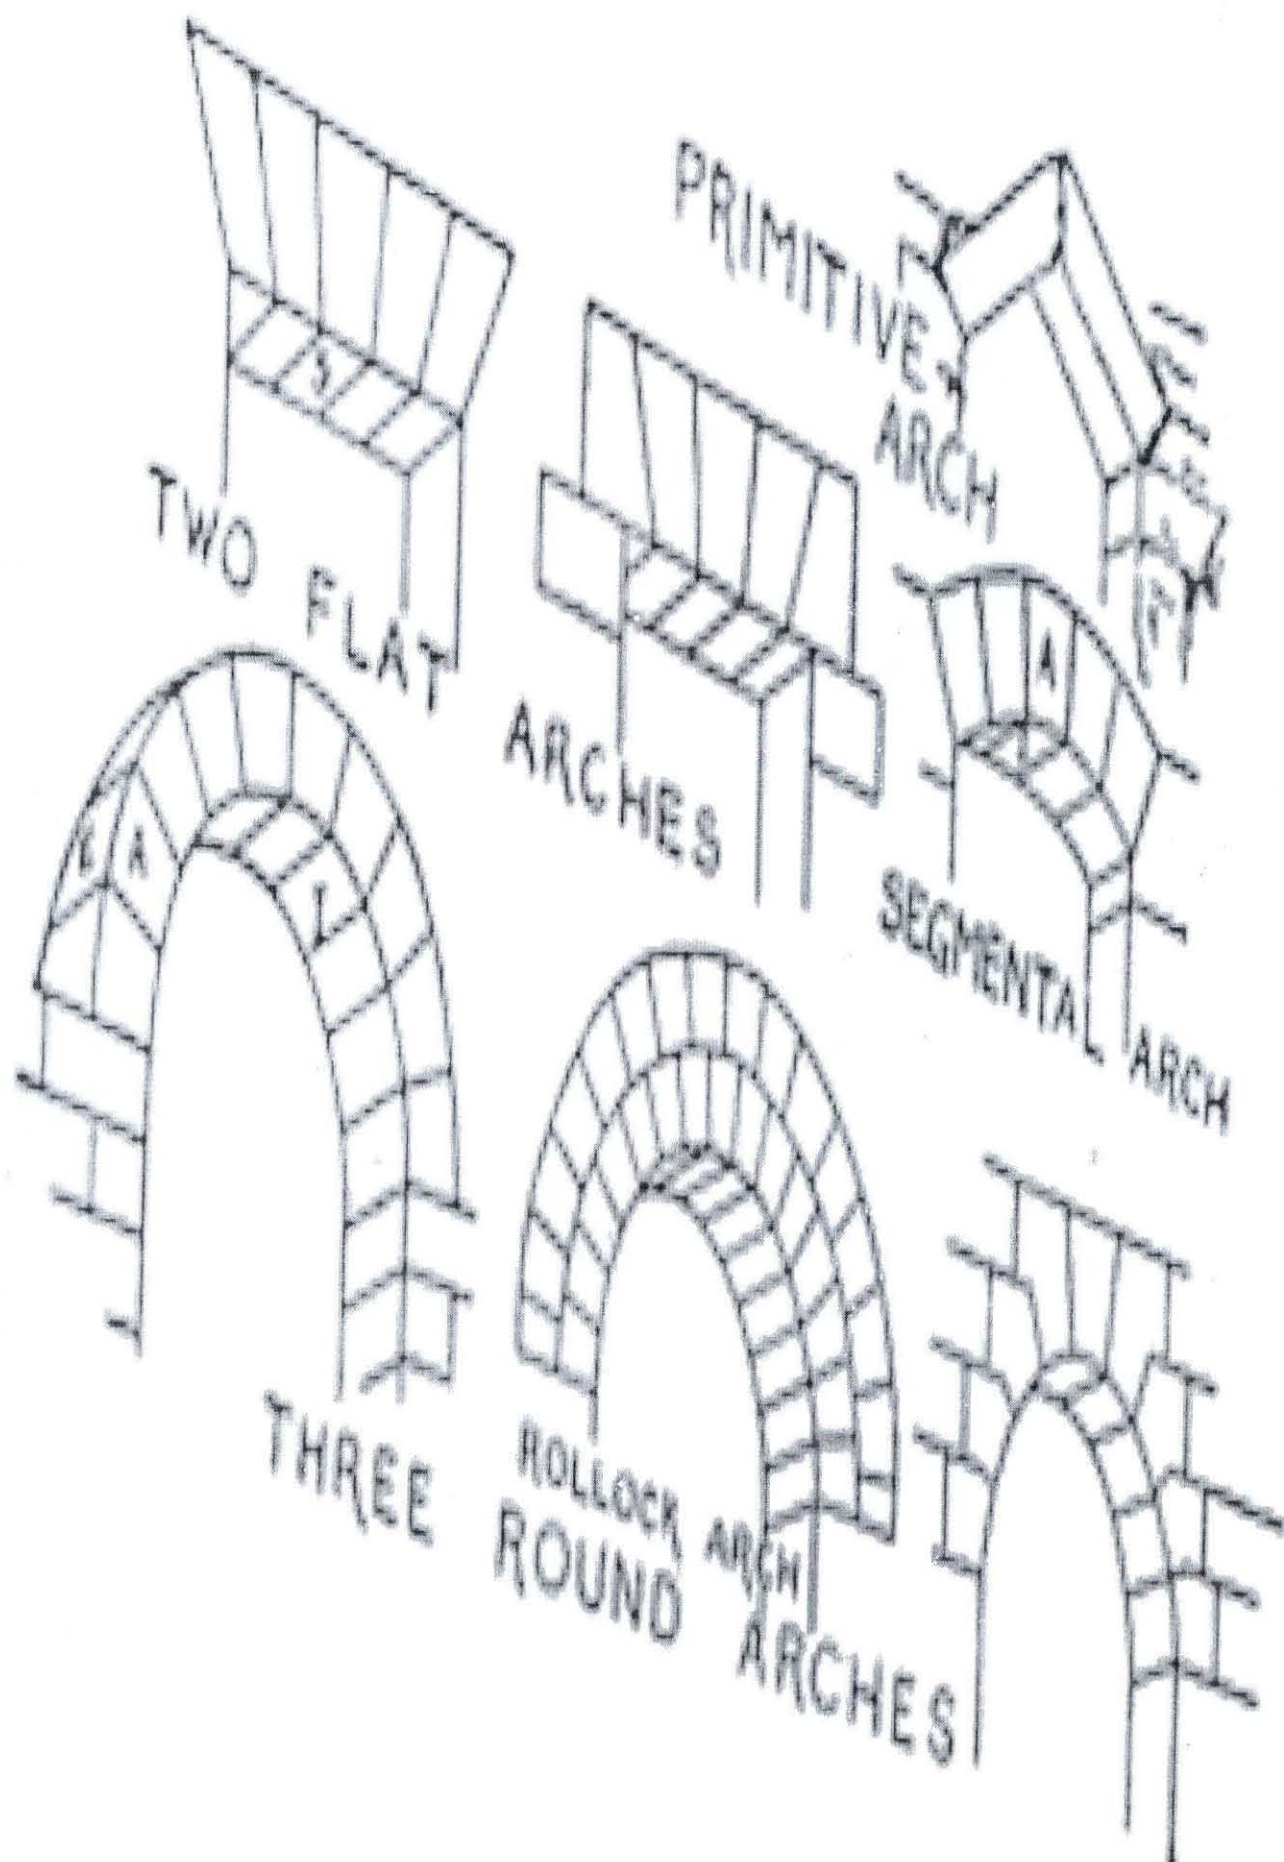 PRIMITIVE
ARCH
TWO FLAT ARCHES
S
A
SEGMENTAL ARCH
A
ROLLOCK ARCH
THREE ROUND ARCHES